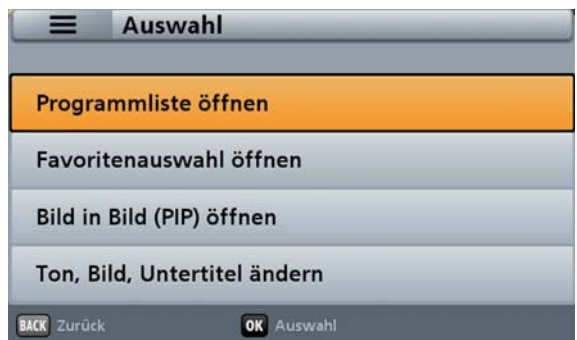 Auswahl
Programmliste öffnen
Favoritenauswahl öffnen
Bild in Bild (PIP) öffnen
Ton, Bild, Untertitel ändern
BACK Zurück OK Auswahl